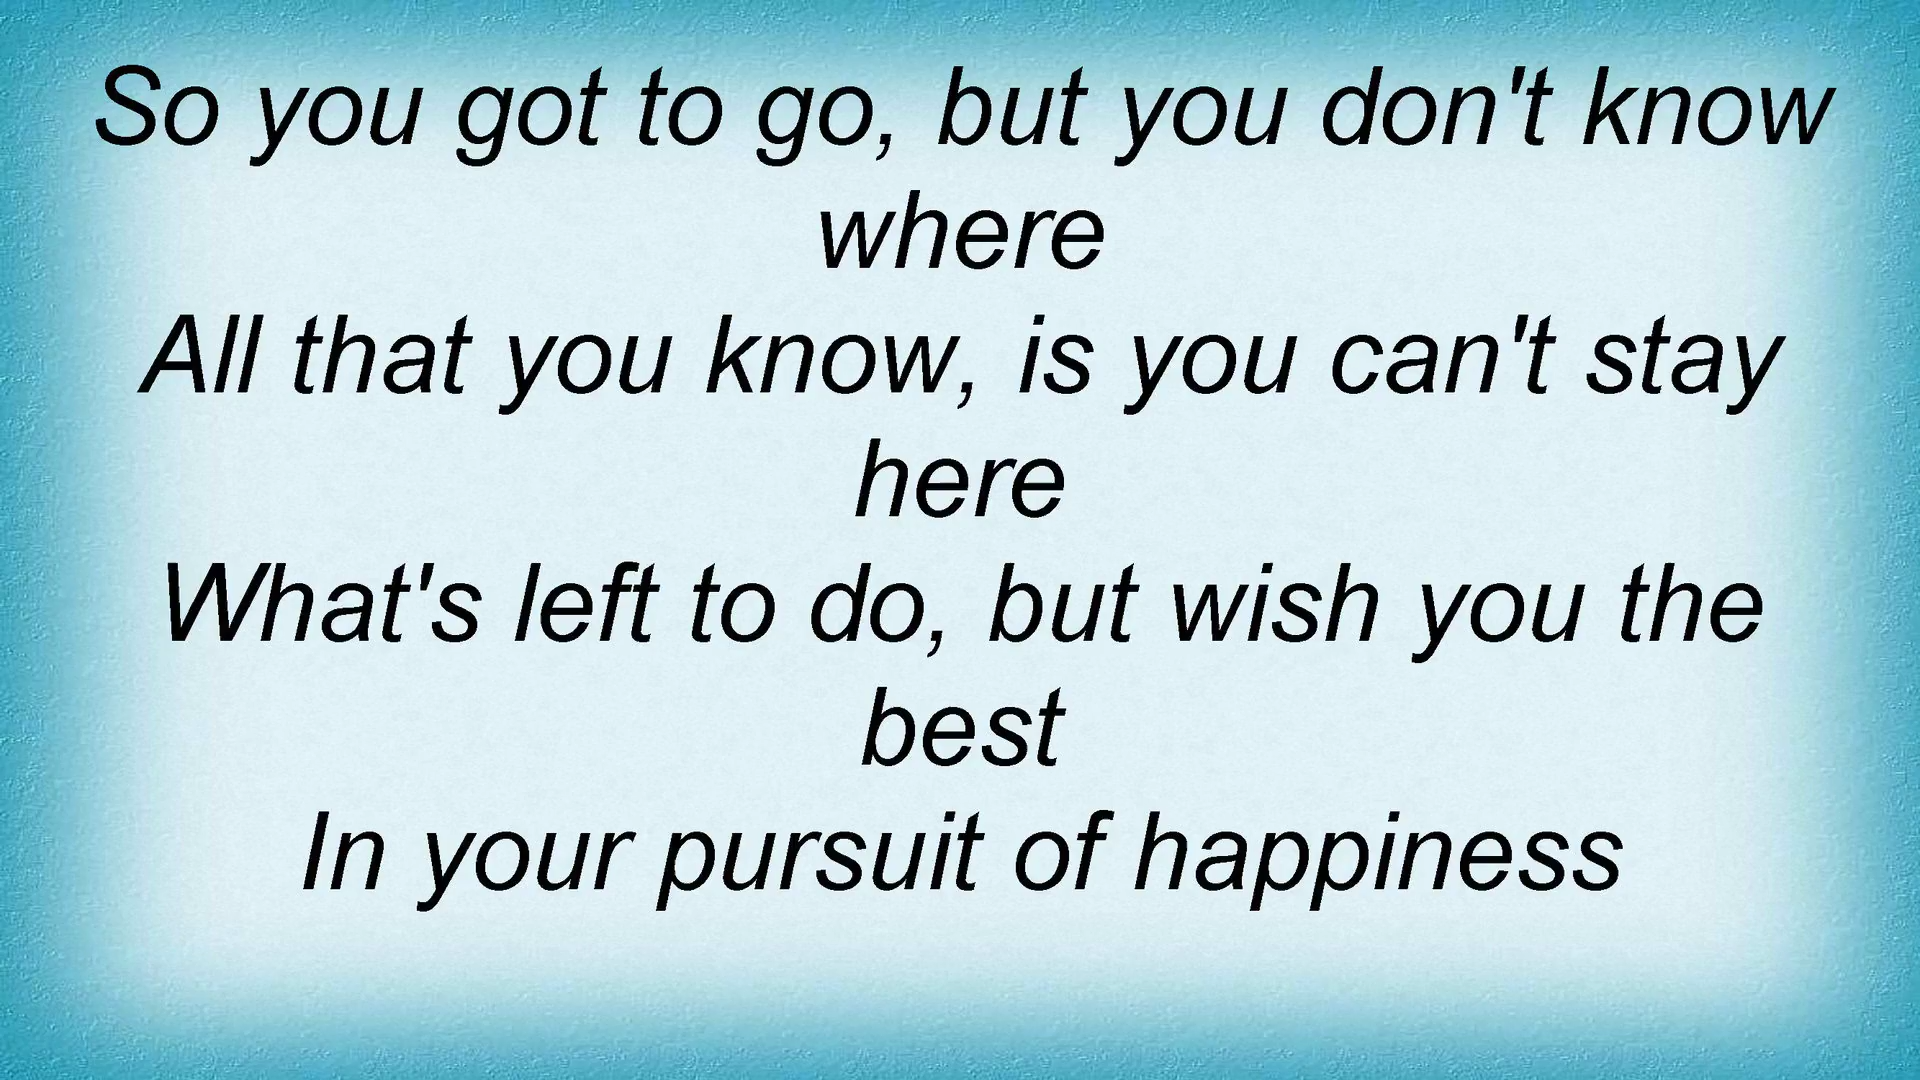 So you got to go, but you don't know
where
All that you know, is you can't stay
here
What's left to do, but wish you the
best
In your pursuit of happiness